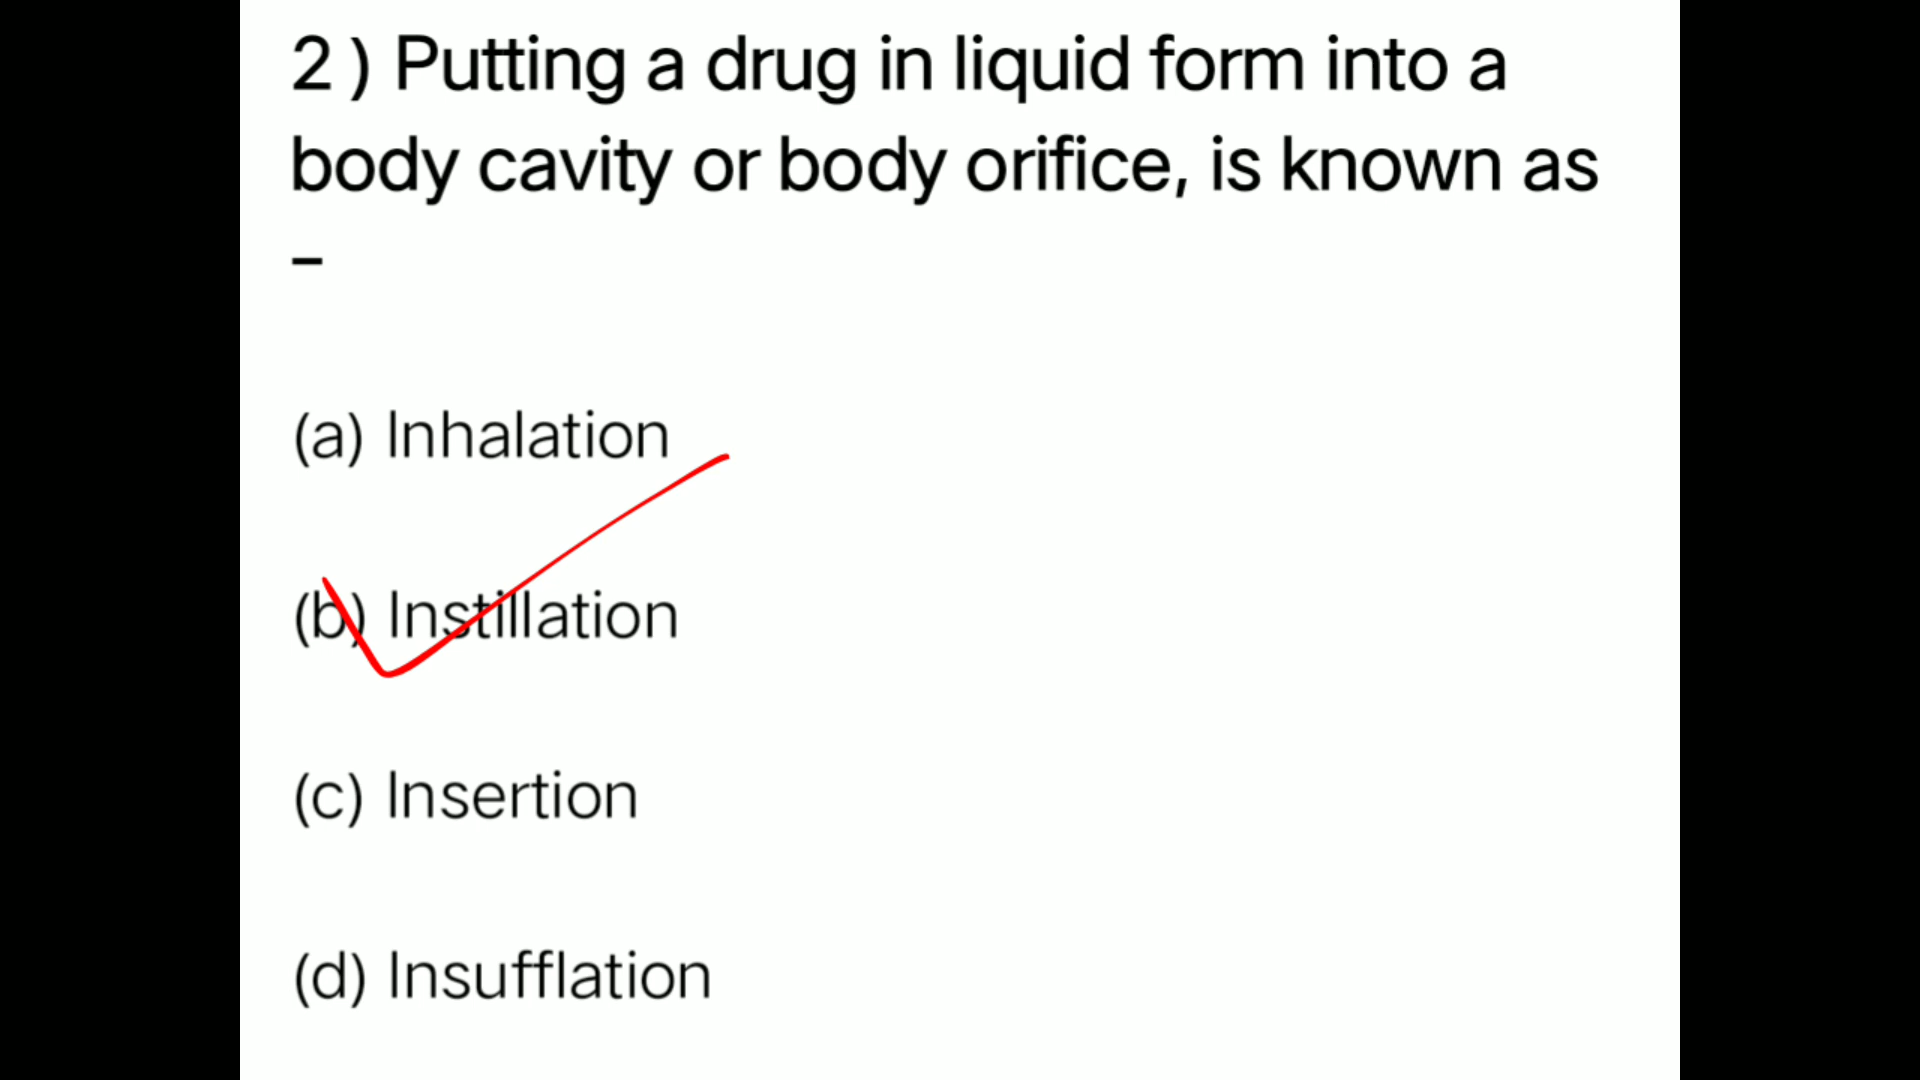 2 ) Putting a drug in liquid form into a
body cavity or body orifice, is known as
–
(a) Inhalation
(b) Instillation
(c) Insertion
(d) Insufflation